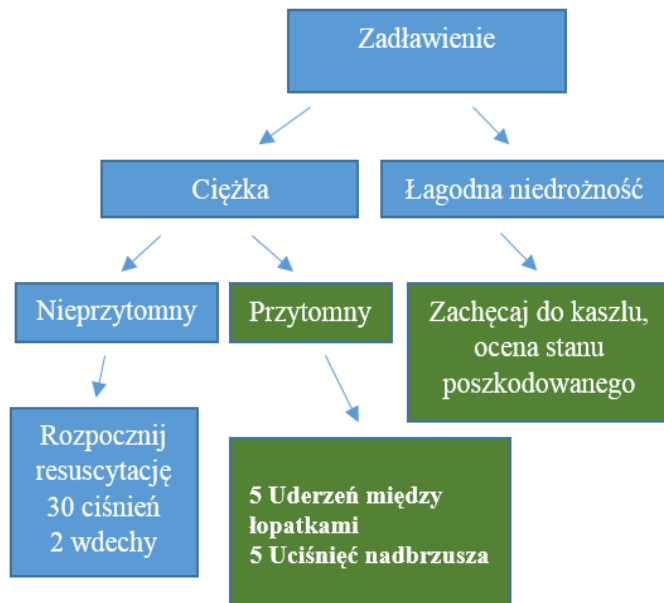 Zadławienie
Ciężka
Łagodna niedrożność
Nieprzytomny
Przytomny
Zachęcaj do kaszlu,
ocena stanu
poszkodowanego
Rozpocznij
resuscytację
30 ciśnień
2 wdechy
5 Uderzeń między
łopatkami
5 Uciśnięć nadbrzusza